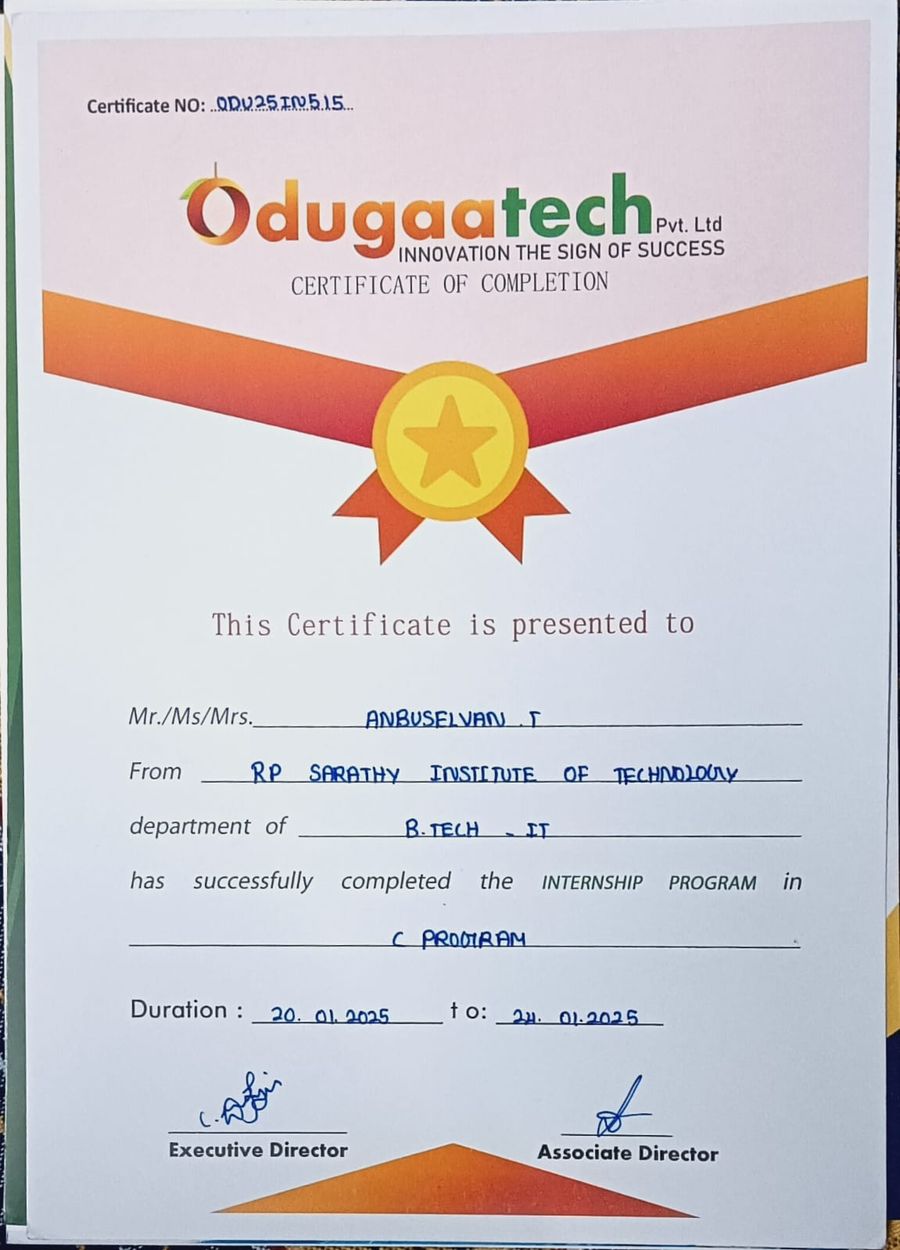 Certificate NO: ODU25IN515
Odugaatech Pvt. Ltd
INNOVATION THE SIGN OF SUCCESS
CERTIFICATE OF COMPLETION
This Certificate is presented to
Mr./Ms/Mrs. ANBUSELVAN . T
From RP SARATHY INSTITUTE OF TECHNOLOGY
department of B.TECH - IT
has successfully completed the INTERNSHIP PROGRAM in
C PROGRAM
Duration : 20. 01. 2025 to: 24. 01.2025
Executive Director Associate Director